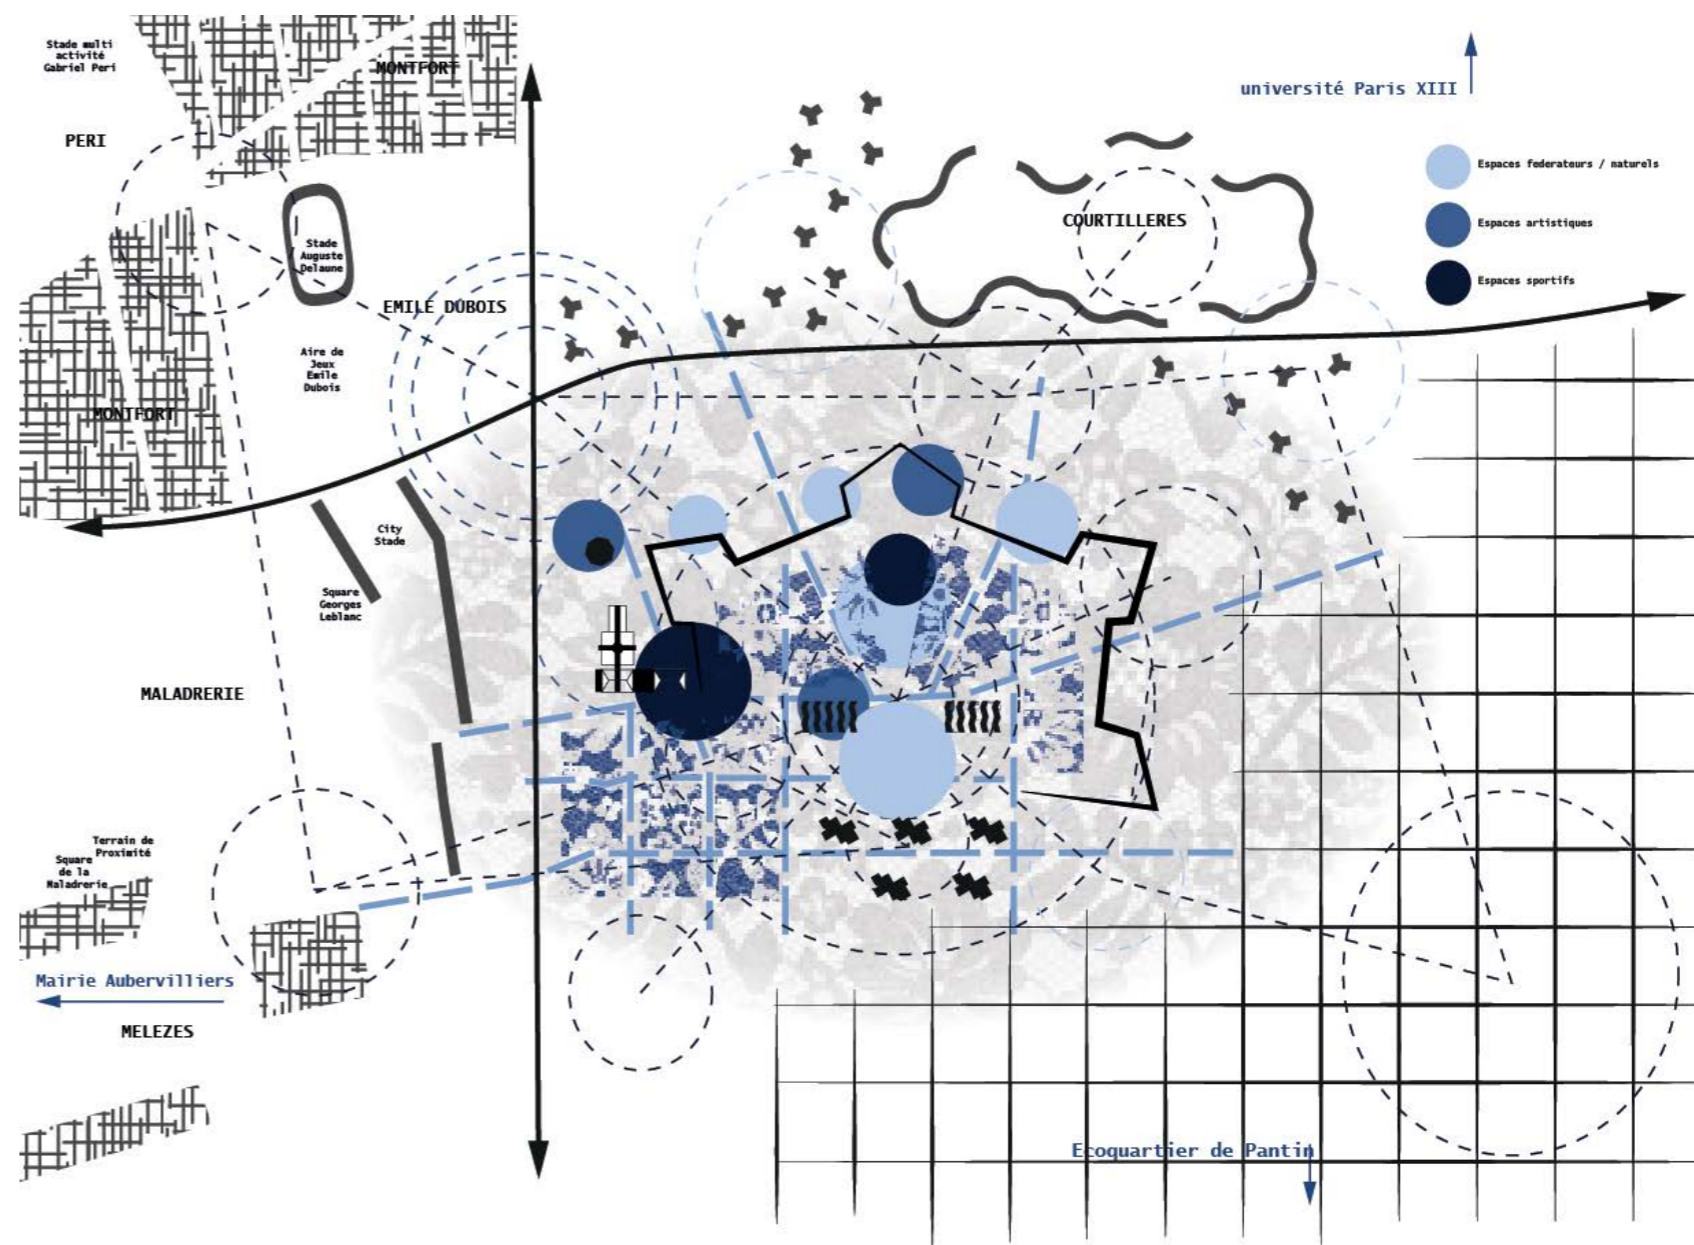 Stade multi
activité
Gabriel Peri
MONTFORT
PERI
université Paris XIII
Espaces federateurs / naturels
Espaces artistiques
Espaces sportifs
COURTILLERES
Stade
Auguste
Delaune
EMILE DUBOIS
Aire de
Jeux
Emile
Dubois
MONTFORT
City
Stade
Square
Georges
Leblanc
MALADRERIE
Terrain de
Proximité
Square
de la
Maladrerie
Mairie Aubervilliers
MELEZES
Ecoquartier de Pantin